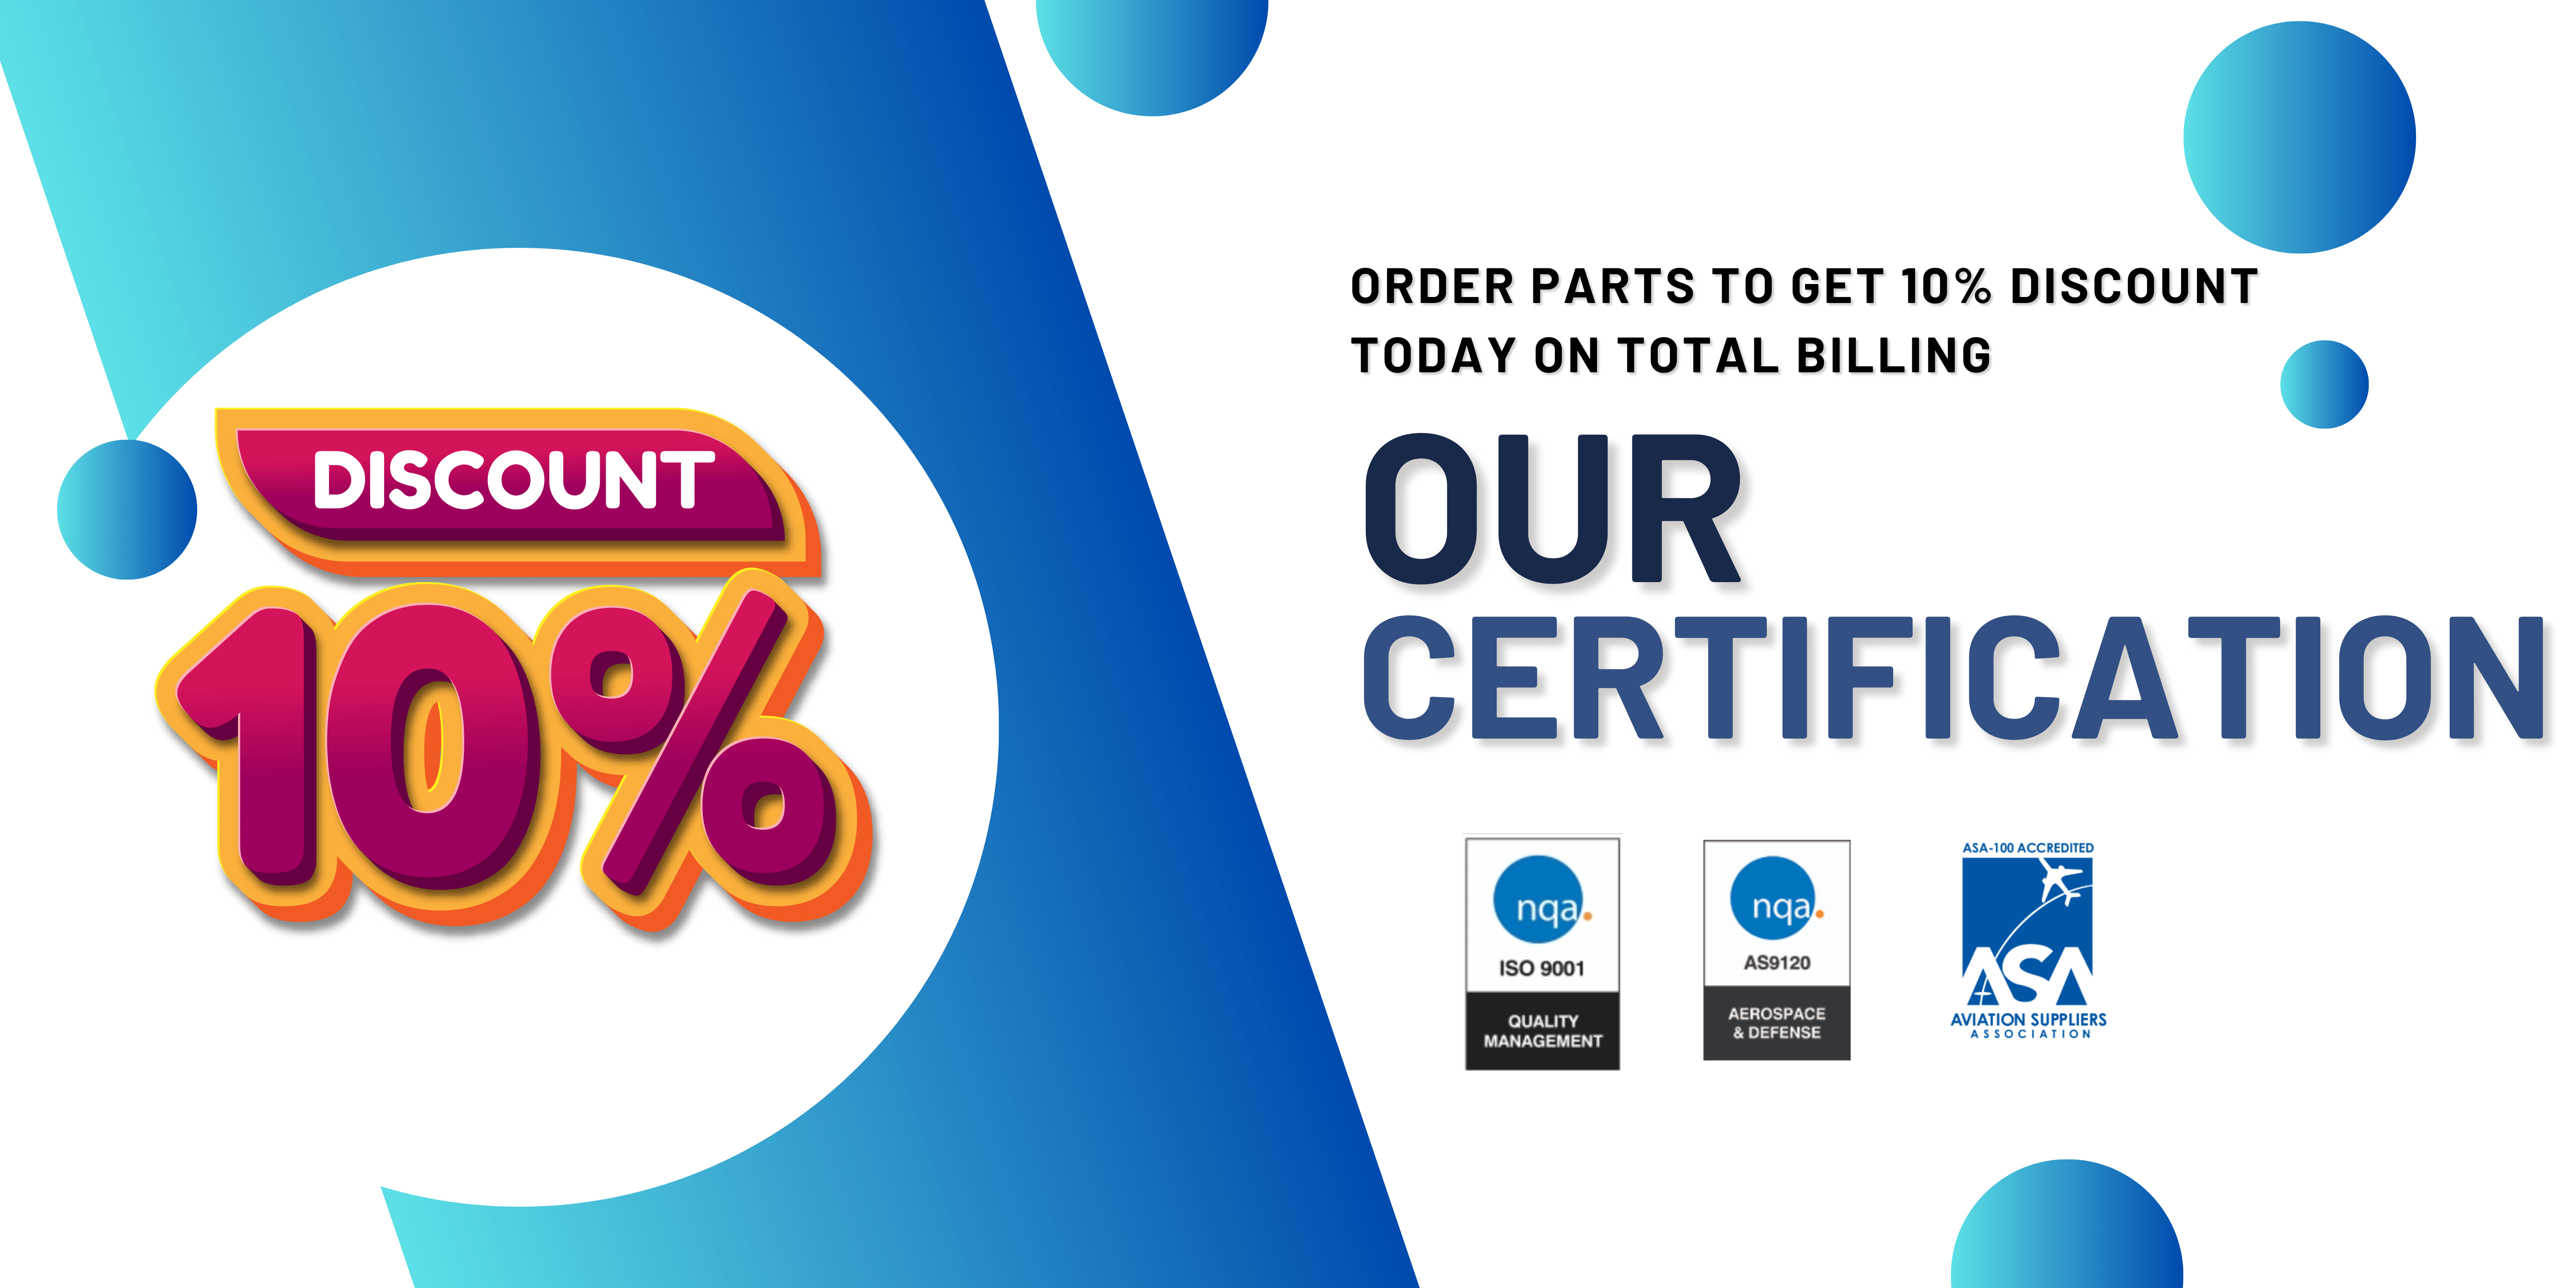 DISCOUNT
10%
ORDER PARTS TO GET 10% DISCOUNT
TODAY ON TOTAL BILLING
OUR
CERTIFICATION
nqa.
ISO 9001
QUALITY
MANAGEMENT
nqa.
AS9120
AEROSPACE
& DEFENSE
ASA-100 ACCREDITED
ASA
AVIATION SUPPLIERS
ASSOCIATION